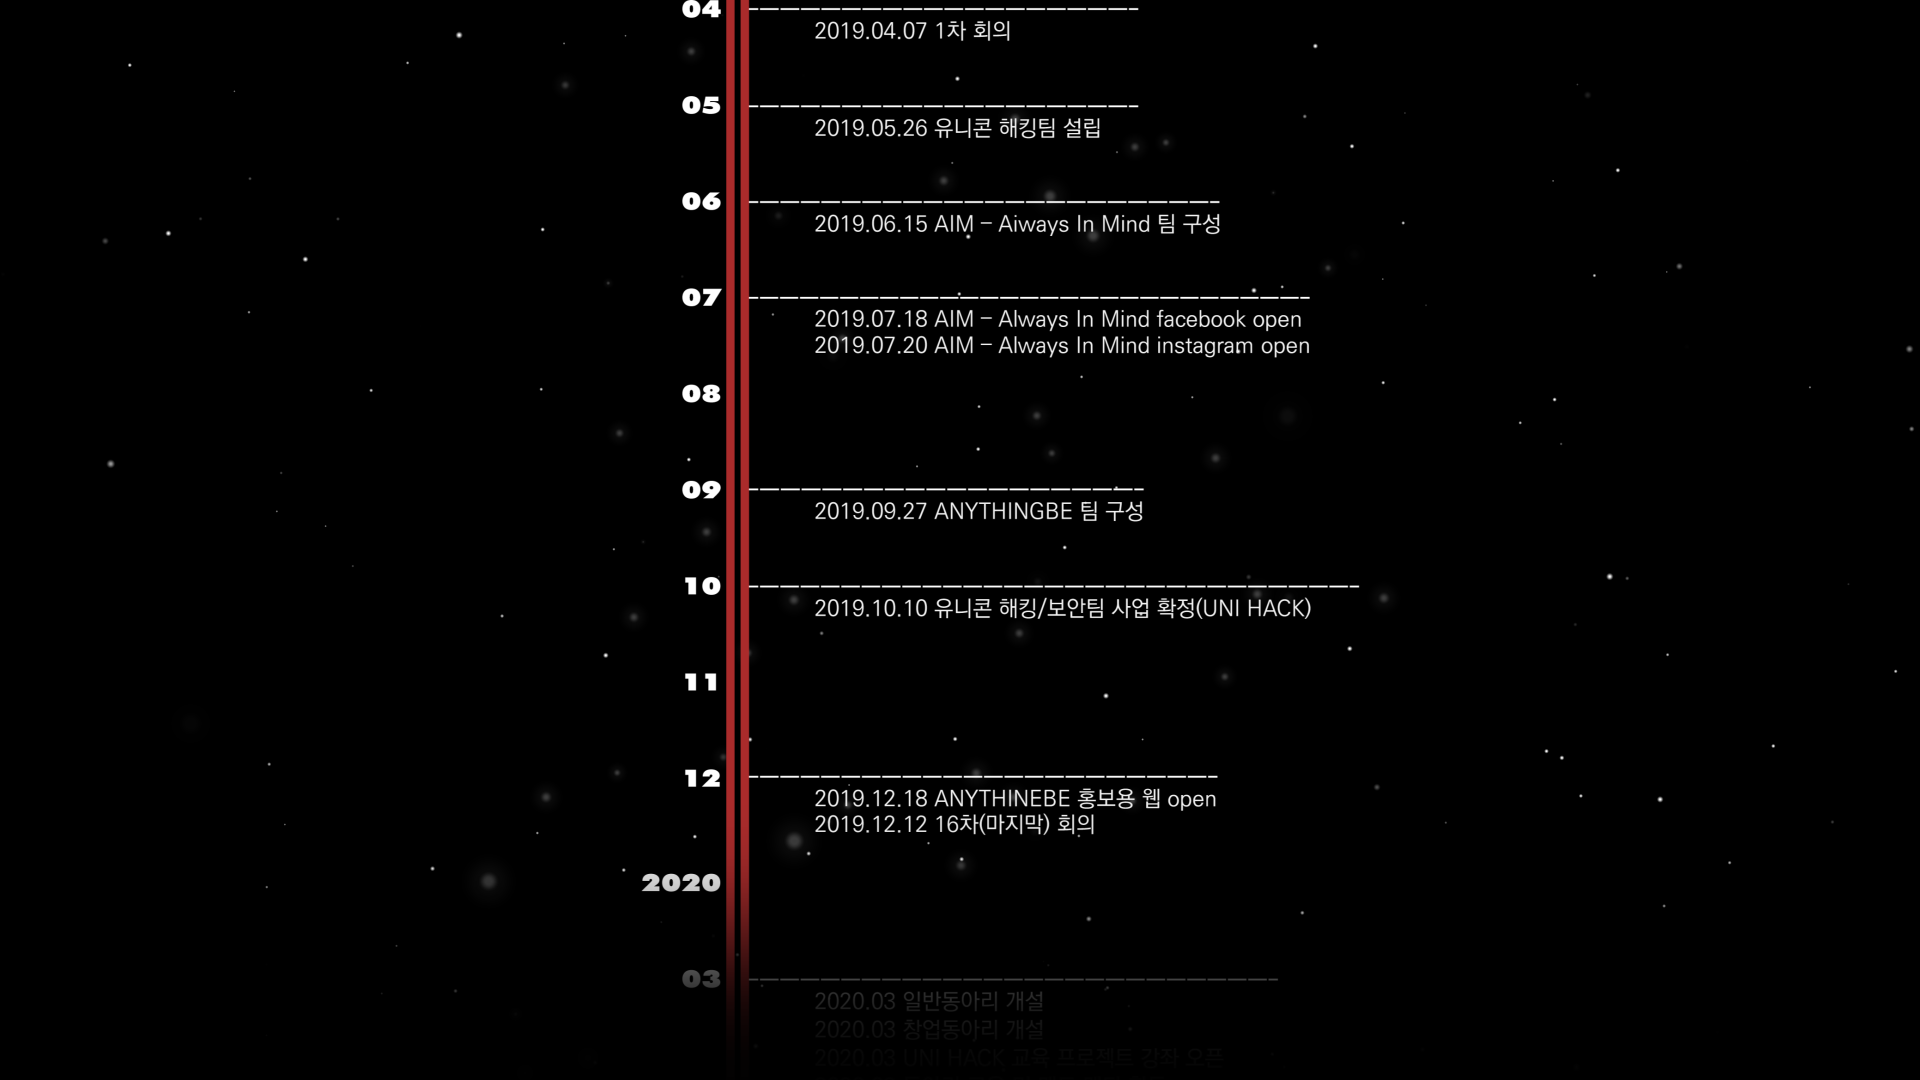 04
2019.04.07 1차 회의
05
2019.05.26 유니콘 해킹팀 설립
06
2019.06.15 AIM - Aiways In Mind 팀 구성
07
2019.07.18 AIM - Always In Mind facebook open
2019.07.20 AIM - Always In Mind instagram open
08
09
2019.09.27 ANYTHINGBE 팀 구성
10
2019.10.10 유니콘 해킹/보안팀 사업 확정(UNI HACK)
11
12
2019.12.18 ANYTHINEBE 홍보용 웹 open
2019.12.12 16차(마지막) 회의
2020
03
2020.03 일반동아리 개설
2020.03 창업동아리 개설
2020.03 UNI HACK 교육 프로젝트 강좌 오픈